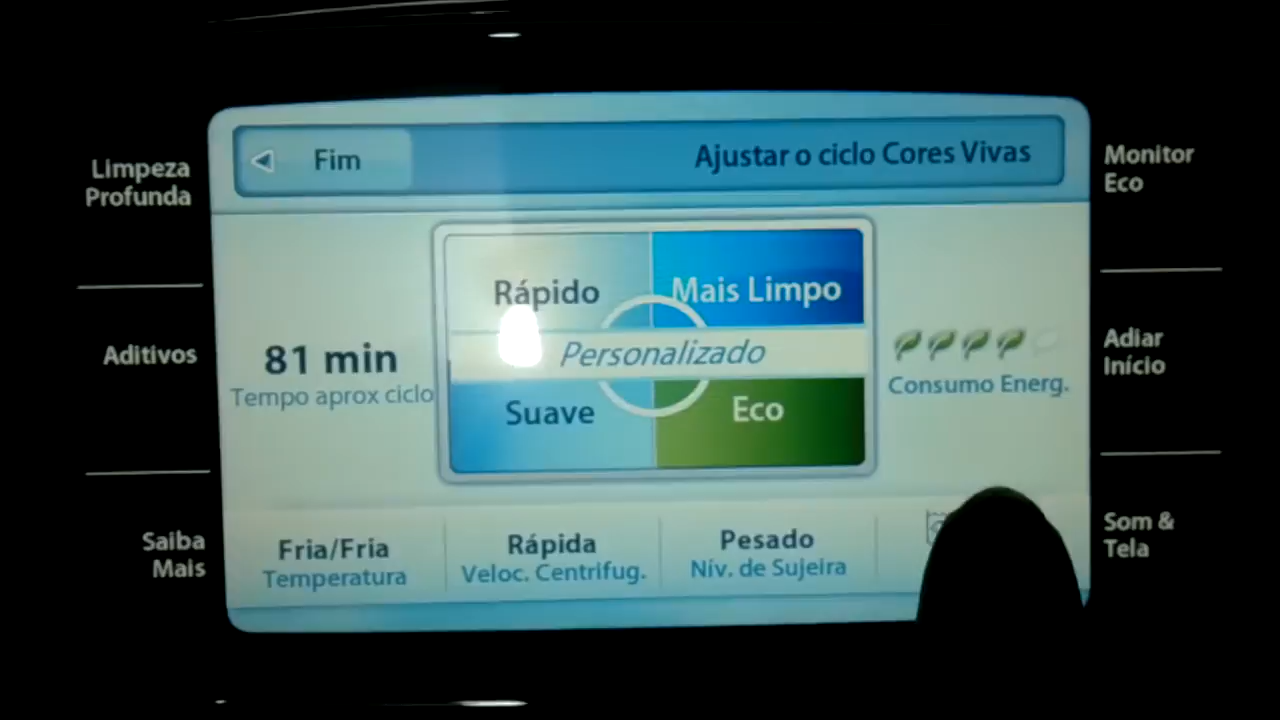 Limpeza
Profunda
Aditivos
Saiba
Mais
Fim
Ajustar o ciclo Cores Vivas
81 min
Tempo aprox ciclo
Rápido
Mais Limpo
Personalizado
Suave
Eco
Consumo Energ.
Fria/Fria
Temperatura
Rápida
Veloc. Centrifug.
Pesado
Nív. de Sujeira
Monitor
Eco
Adiar
Início
Som &
Tela